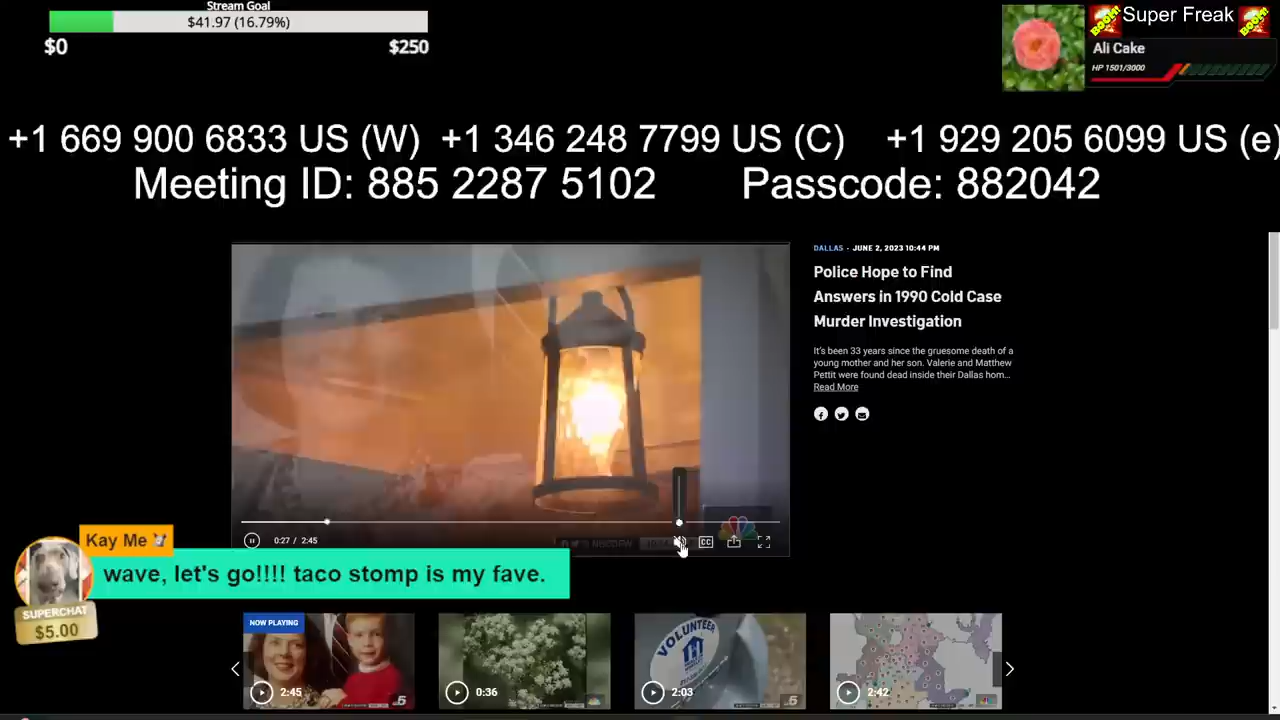 Stream Goal
$41.97 (16.79%)
$0
$250
BOOM!
Super Freak
BOOM!
Ali Cake
HP 1501/3000
+1 669 900 6833 US (W) +1 346 248 7799 US (C) +1 929 205 6099 US (e)
Meeting ID: 885 2287 5102 Passcode: 882042
DALLAS • JUNE 2, 2023 10:44 PM
Police Hope to Find
Answers in 1990 Cold Case
Murder Investigation
It's been 33 years since the gruesome death of a
young mother and her son. Valerie and Matthew
Pettit were found dead inside their Dallas hom...
Read More
0:27 / 2:45
CC
Kay Me
wave, let's go!!!! taco stomp is my fave.
SUPERCHAT
$5.00
NOW PLAYING
2:45
5
0:36
VOLUNTEER
2:03
5
2:42